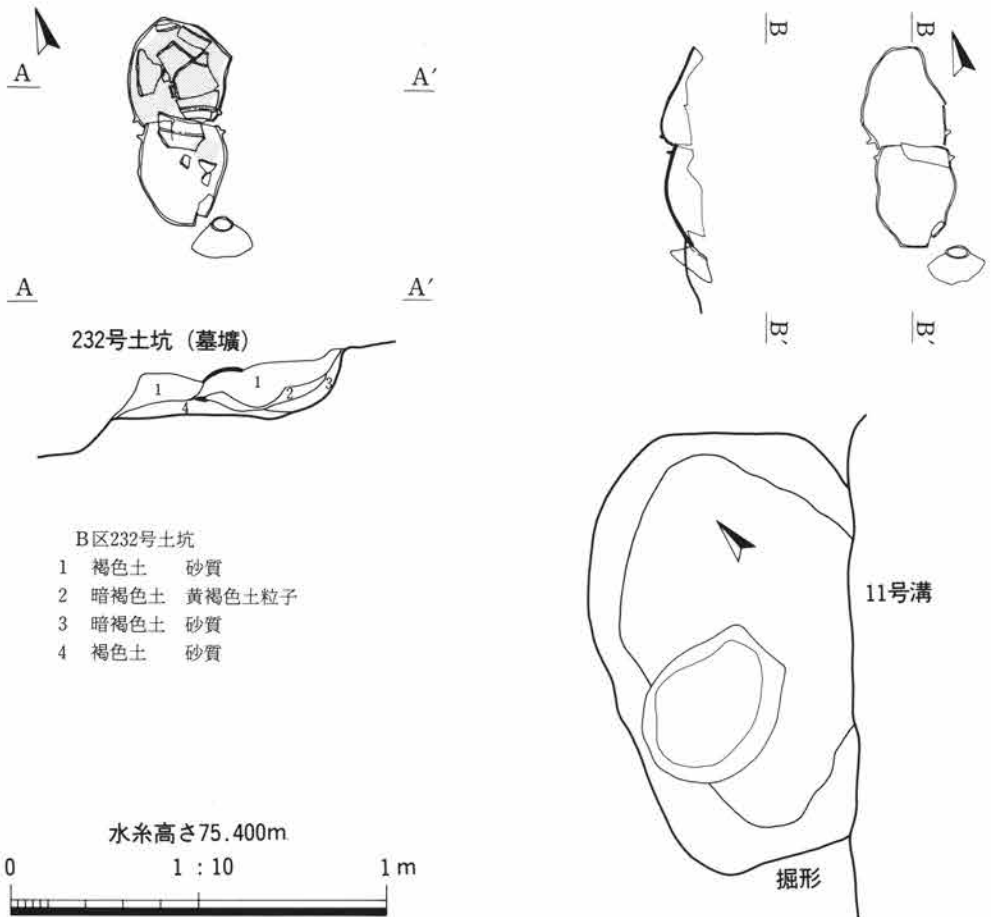 A A′
B B
A A′
B′ B′
232号土坑（墓壙）
1 1 2 3 4
B区232号土坑
1 褐色土 砂質
2 暗褐色土 黄褐色土粒子
3 暗褐色土 砂質
4 褐色土 砂質
11号溝
掘形
水糸高さ75.400m
0 1：10 1m